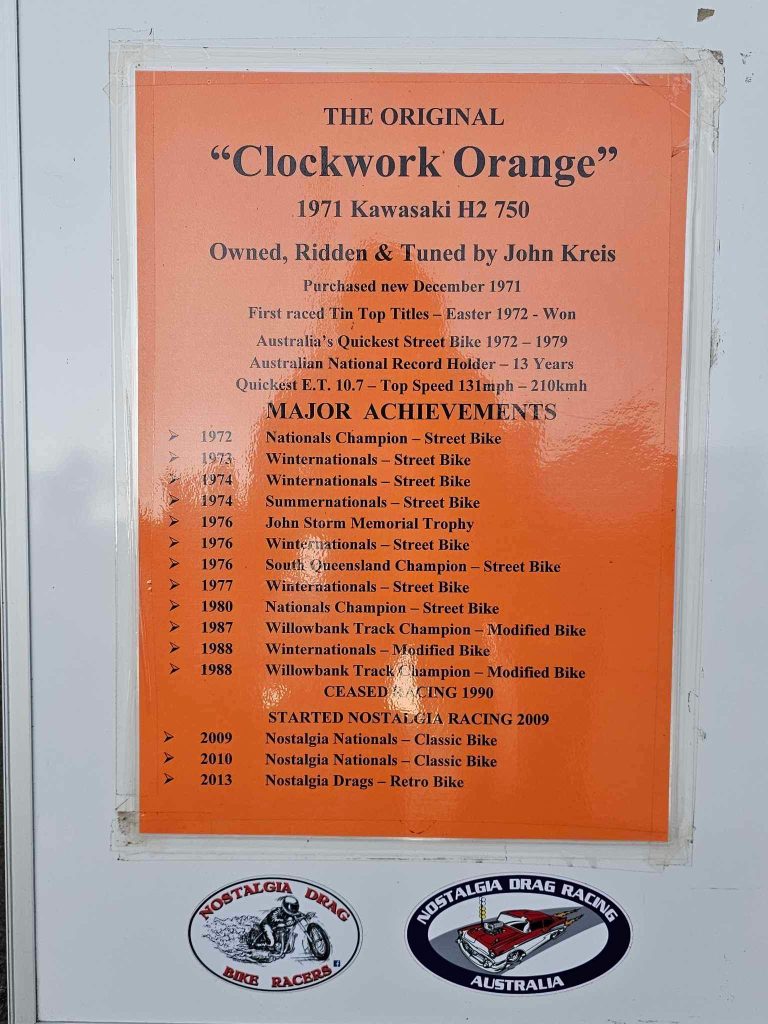 THE ORIGINAL
“Clockwork Orange”
1971 Kawasaki H2 750
Owned, Ridden & Tuned by John Kreis
Purchased new December 1971
First raced Tin Top Titles – Easter 1972 - Won
Australia’s Quickest Street Bike 1972 – 1979
Australian National Record Holder – 13 Years
Quickest E.T. 10.7 – Top Speed 131mph – 210kmh
MAJOR ACHIEVEMENTS
➢ 1972 Nationals Champion – Street Bike
➢ 1973 Winternationals – Street Bike
➢ 1974 Winternationals – Street Bike
➢ 1974 Summernationals – Street Bike
➢ 1976 John Storm Memorial Trophy
➢ 1976 Winternationals – Street Bike
➢ 1976 South Queensland Champion – Street Bike
➢ 1977 Winternationals – Street Bike
➢ 1980 Nationals Champion – Street Bike
➢ 1987 Willowbank Track Champion – Modified Bike
➢ 1988 Winternationals – Modified Bike
➢ 1988 Willowbank Track Champion – Modified Bike
CEASED RACING 1990
STARTED NOSTALGIA RACING 2009
➢ 2009 Nostalgia Nationals – Classic Bike
➢ 2010 Nostalgia Nationals – Classic Bike
➢ 2013 Nostalgia Drags – Retro Bike
NOSTALGIA DRAG
BIKE RACERS
NOSTALGIA DRAG RACING
AUSTRALIA